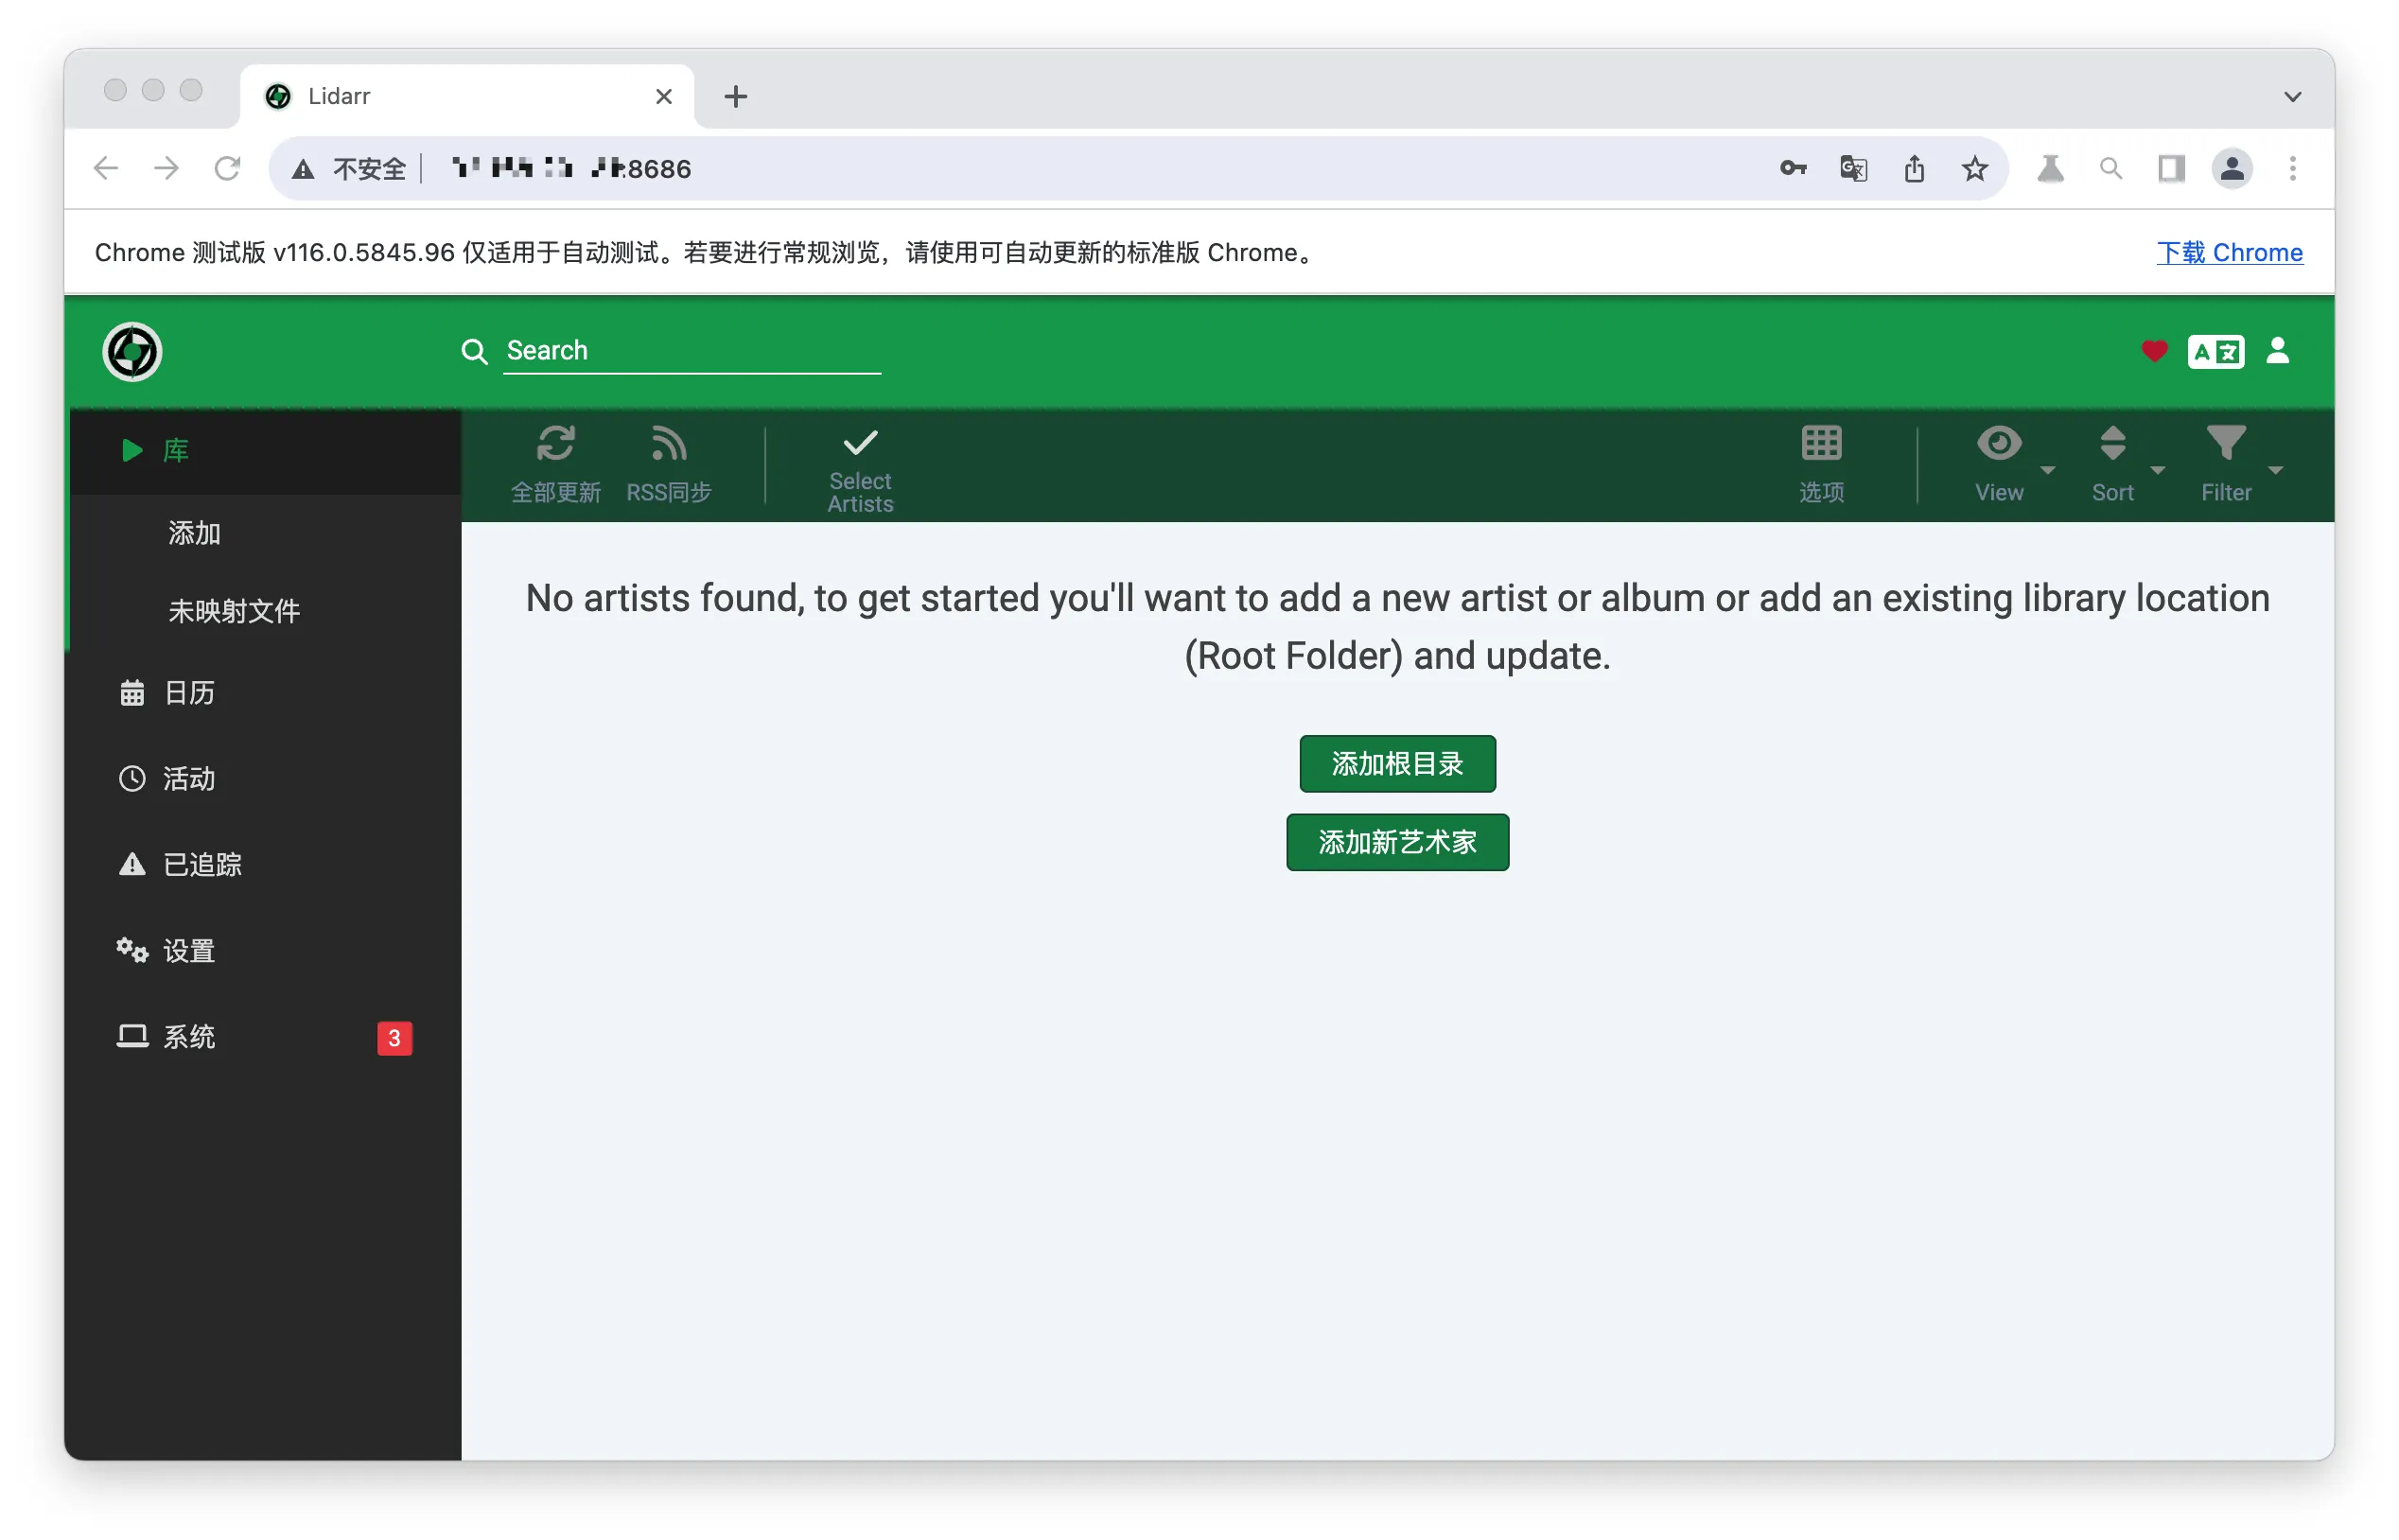 Lidarr
不安全
:8686
Chrome 测试版 v116.0.5845.96 仅适用于自动测试。若要进行常规浏览，请使用可自动更新的标准版 Chrome。
下载 Chrome
Search
库
添加
未映射文件
日历
活动
已追踪
设置
系统
3
全部更新
RSS同步
Select
Artists
选项
View
Sort
Filter
No artists found, to get started you'll want to add a new artist or album or add an existing library location
(Root Folder) and update.
添加根目录
添加新艺术家